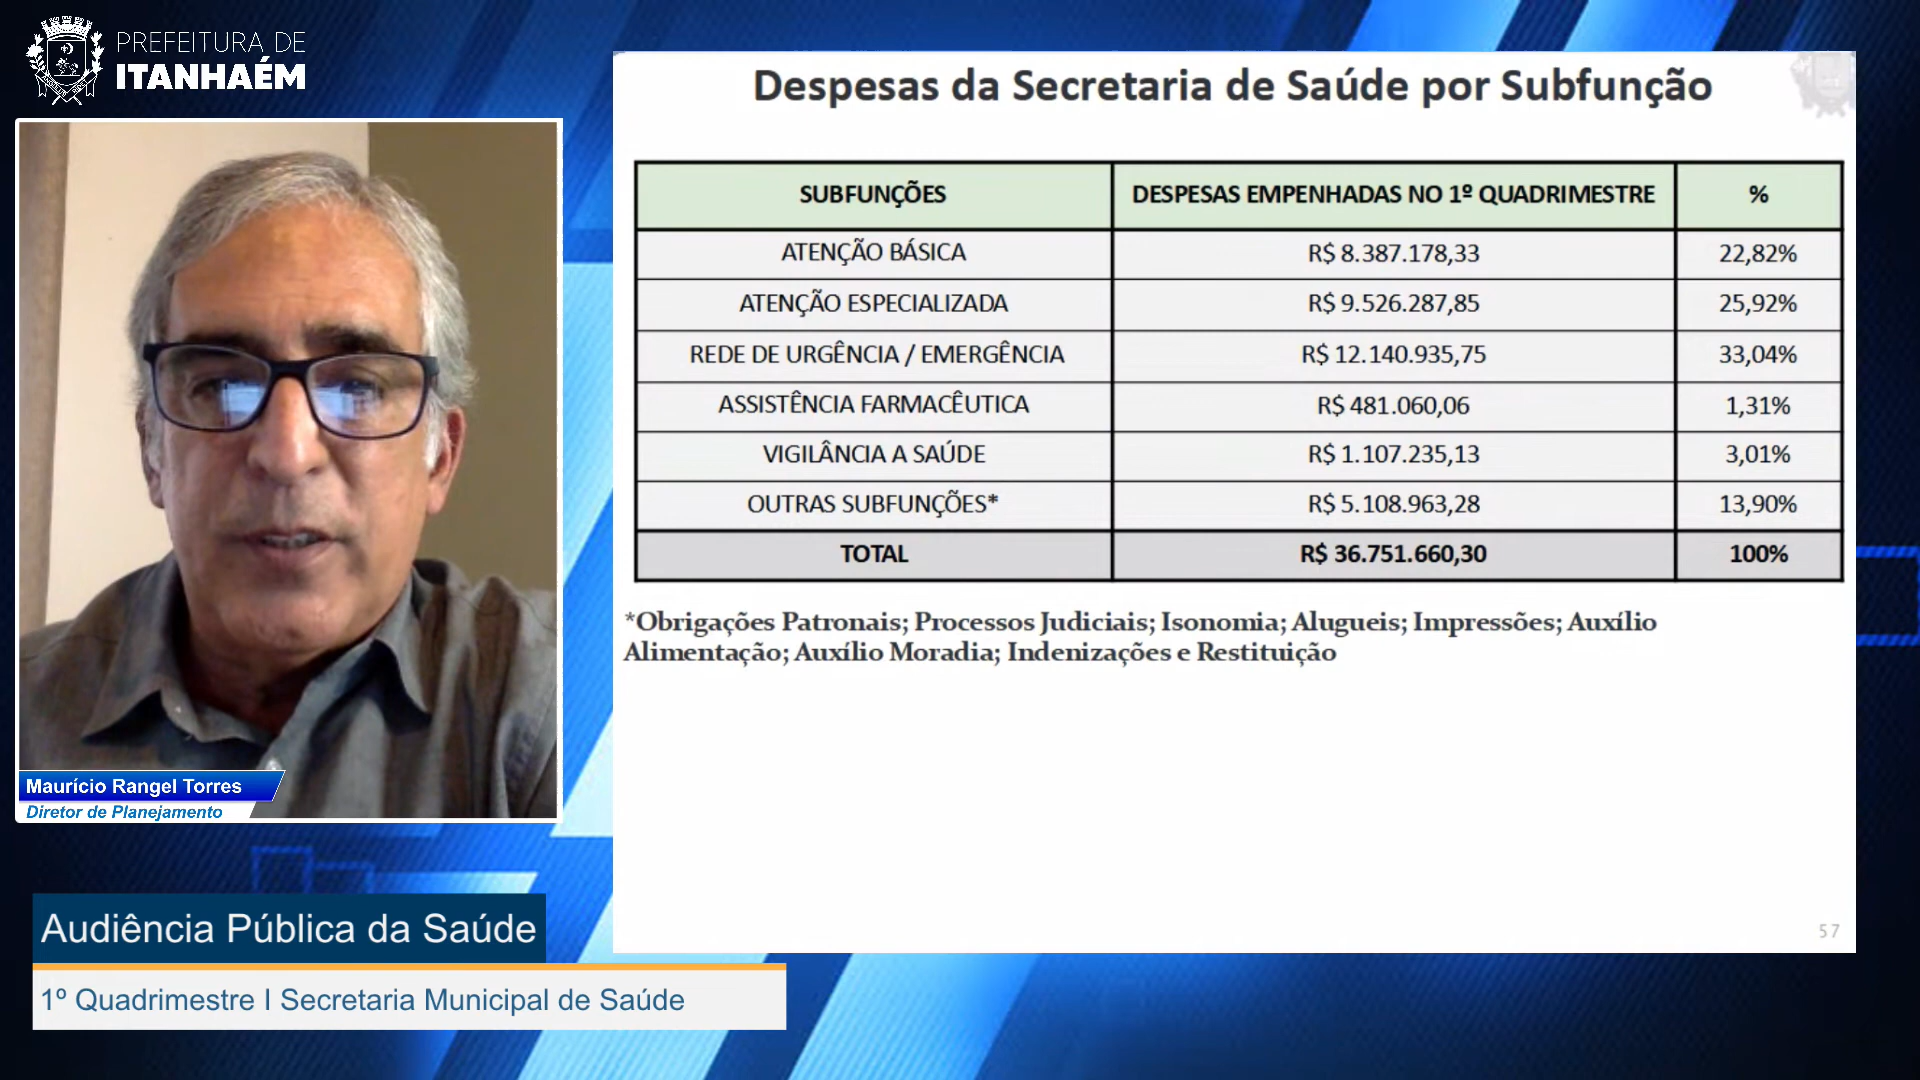 PREFEITURA DE
ITANHAÉM
Despesas da Secretaria de Saúde por Subfunção
SUBFUNÇÕES DESPESAS EMPENHADAS NO 1º QUADRIMESTRE %
ATENÇÃO BÁSICA R$ 8.387.178,33 22,82%
ATENÇÃO ESPECIALIZADA R$ 9.526.287,85 25,92%
REDE DE URGÊNCIA / EMERGÊNCIA R$ 12.140.935,75 33,04%
ASSISTÊNCIA FARMACÊUTICA R$ 481.060,06 1,31%
VIGILÂNCIA A SAÚDE R$ 1.107.235,13 3,01%
OUTRAS SUBFUNÇÕES* R$ 5.108.963,28 13,90%
TOTAL R$ 36.751.660,30 100%
*Obrigações Patronais; Processos Judiciais; Isonomia; Alugueis; Impressões; Auxílio
Alimentação; Auxílio Moradia; Indenizações e Restituição
57
Maurício Rangel Torres
Diretor de Planejamento
Audiência Pública da Saúde
1º Quadrimestre I Secretaria Municipal de Saúde